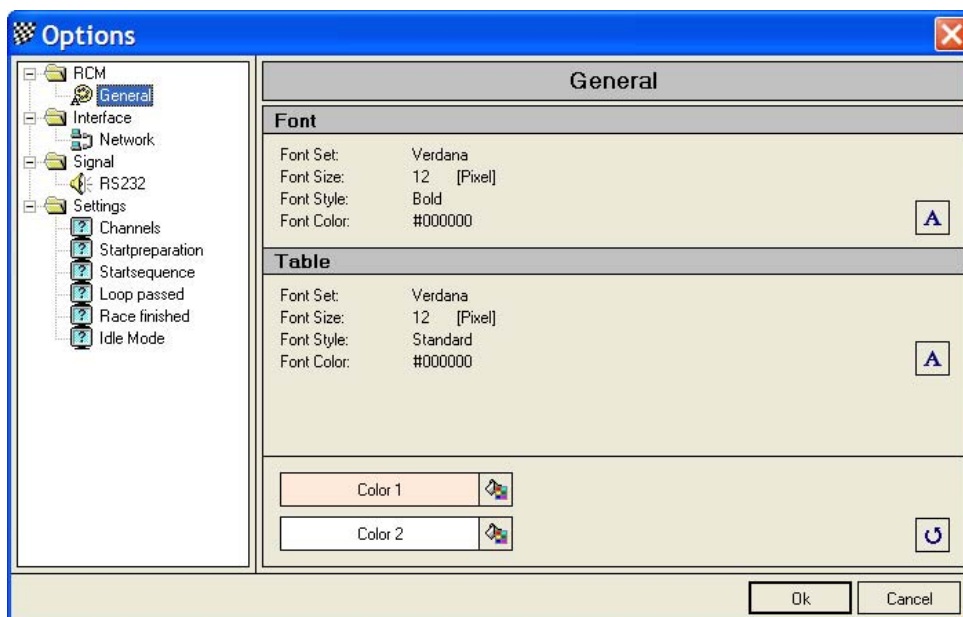 Options
RCM
General
Interface
Network
Signal
RS232
Settings
Channels
Startpreparation
Startsequence
Loop passed
Race finished
Idle Mode
General
Font
Font Set: Verdana
Font Size: 12 [Pixel]
Font Style: Bold
Font Color: #000000
A
Table
Font Set: Verdana
Font Size: 12 [Pixel]
Font Style: Standard
Font Color: #000000
A
Color 1
Color 2
Ok Cancel